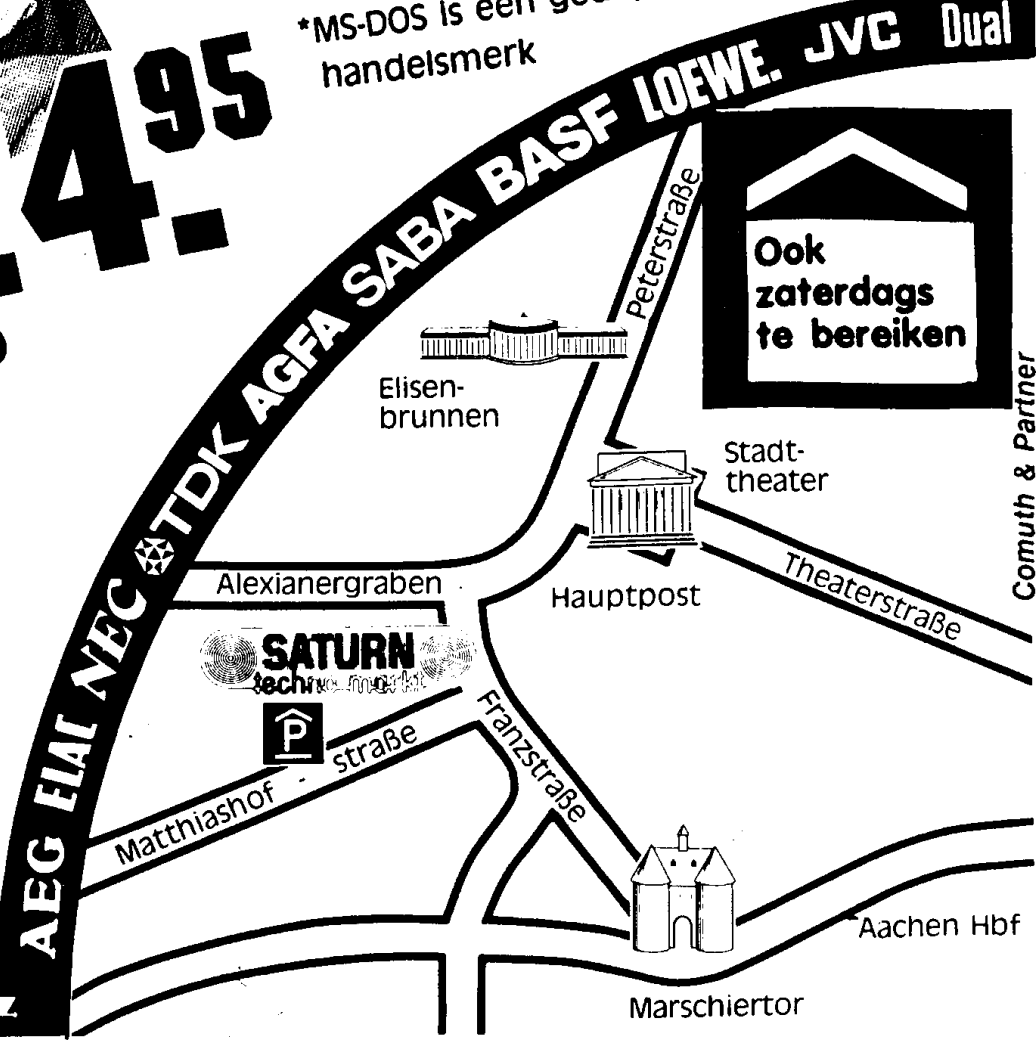 *MS-DOS is een
handelsmerk
4.95
AEG ELAC NEC TDK AGFA SABA BASF LOEWE. JVC Dual
Ook
zaterdags
te bereiken
Peterstraße
Elisen-
brunnen
Stadt-
theater
Comuth & Partner
Theaterstraße
Hauptpost
Alexianergraben
SATURN
techno markt
P
Franzstraße
Matthiashof - straße
Aachen Hbf
Marschiertor